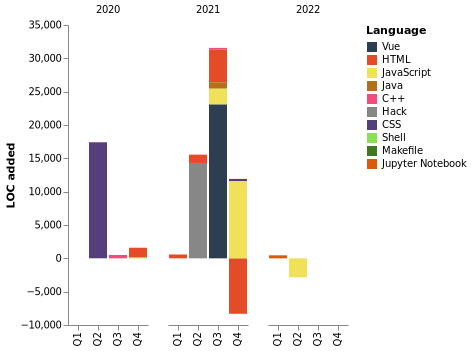 2020 2021 2022
LOC added
35,000
30,000
25,000
20,000
15,000
10,000
5,000
0
−5,000
−10,000
Q1 Q2 Q3 Q4 Q1 Q2 Q3 Q4 Q1 Q2 Q3 Q4
Language
Vue
HTML
JavaScript
Java
C++
Hack
CSS
Shell
Makefile
Jupyter Notebook